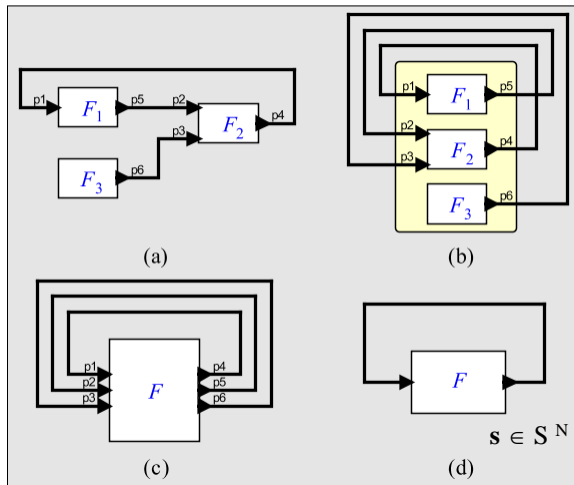 p1 F1 p5 p2 F2 p4
p3
F3 p6
(a)
p1 F1 p5
p2 F2 p4
p3
F3 p6
(b)
p1 p4
p2 F p5
p3 p6
(c)
F
s ∈ S N
(d)